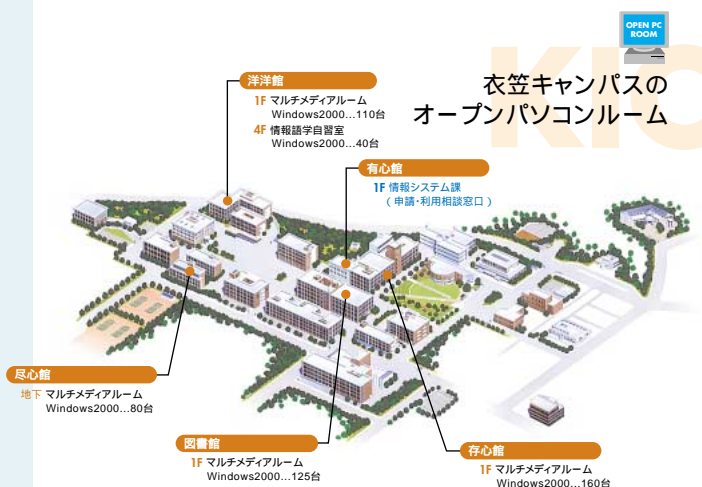 OPEN PC
ROOM
KIC
衣笠キャンパスの
オープンパソコンルーム
洋洋館
1F マルチメディアルーム
Windows2000...110台
4F 情報語学自習室
Windows2000...40台
有心館
1F 情報システム課
(申請・利用相談窓口)
尽心館
地下 マルチメディアルーム
Windows2000...80台
図書館
1F マルチメディアルーム
Windows2000...125台
存心館
1F マルチメディアルーム
Windows2000...160台